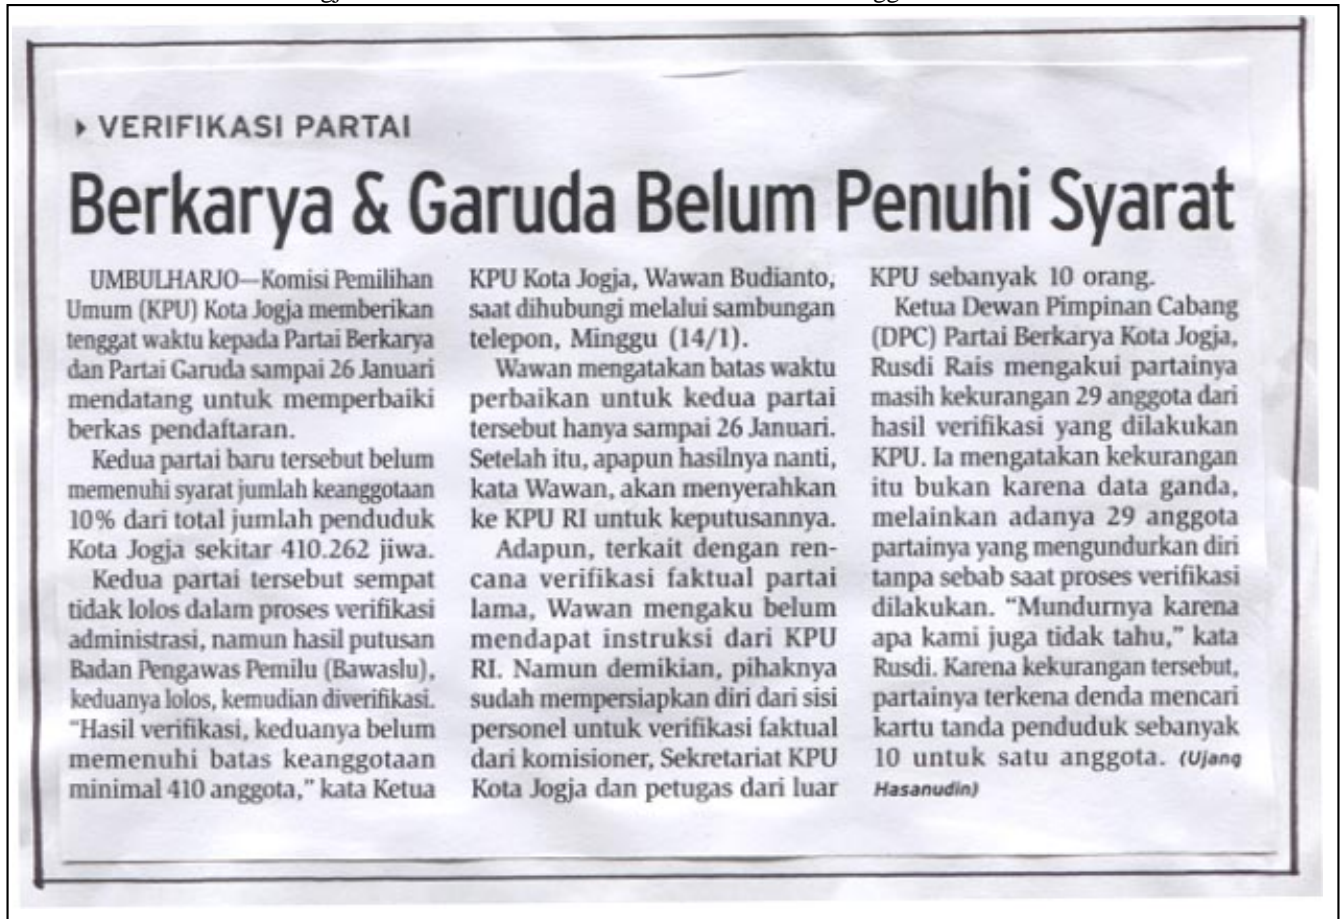 VERIFIKASI PARTAI
Berkarya & Garuda Belum Penuhi Syarat
UMBULHARJO—Komisi Pemilihan
Umum (KPU) Kota Jogja memberikan
tenggat waktu kepada Partai Berkarya
dan Partai Garuda sampai 26 Januari
mendatang untuk memperbaiki
berkas pendaftaran.
Kedua partai baru tersebut belum
memenuhi syarat jumlah keanggotaan
10% dari total jumlah penduduk
Kota Jogja sekitar 410.262 jiwa.
Kedua partai tersebut sempat
tidak lolos dalam proses verifikasi
administrasi, namun hasil putusan
Badan Pengawas Pemilu (Bawaslu),
keduanya lolos, kemudian diverifikasi.
“Hasil verifikasi, keduanya belum
memenuhi batas keanggotaan
minimal 410 anggota,” kata Ketua
KPU Kota Jogja, Wawan Budianto,
saat dihubungi melalui sambungan
telepon, Minggu (14/1).
Wawan mengatakan batas waktu
perbaikan untuk kedua partai
tersebut hanya sampai 26 Januari.
Setelah itu, apapun hasilnya nanti,
kata Wawan, akan menyerahkan
ke KPU RI untuk keputusannya.
Adapun, terkait dengan ren-
cana verifikasi faktual partai
lama, Wawan mengaku belum
mendapat instruksi dari KPU
RI. Namun demikian, pihaknya
sudah mempersiapkan diri dari sisi
personel untuk verifikasi faktual
dari komisioner, Sekretariat KPU
Kota Jogja dan petugas dari luar
KPU sebanyak 10 orang.
Ketua Dewan Pimpinan Cabang
(DPC) Partai Berkarya Kota Jogja,
Rusdi Rais mengakui partainya
masih kekurangan 29 anggota dari
hasil verifikasi yang dilakukan
KPU. Ia mengatakan kekurangan
itu bukan karena data ganda,
melainkan adanya 29 anggota
partainya yang mengundurkan diri
tanpa sebab saat proses verifikasi
dilakukan. “Mundurnya karena
apa kami juga tidak tahu,” kata
Rusdi. Karena kekurangan tersebut,
partainya terkena denda mencari
kartu tanda penduduk sebanyak
10 untuk satu anggota. (Ujang
Hasanudin)